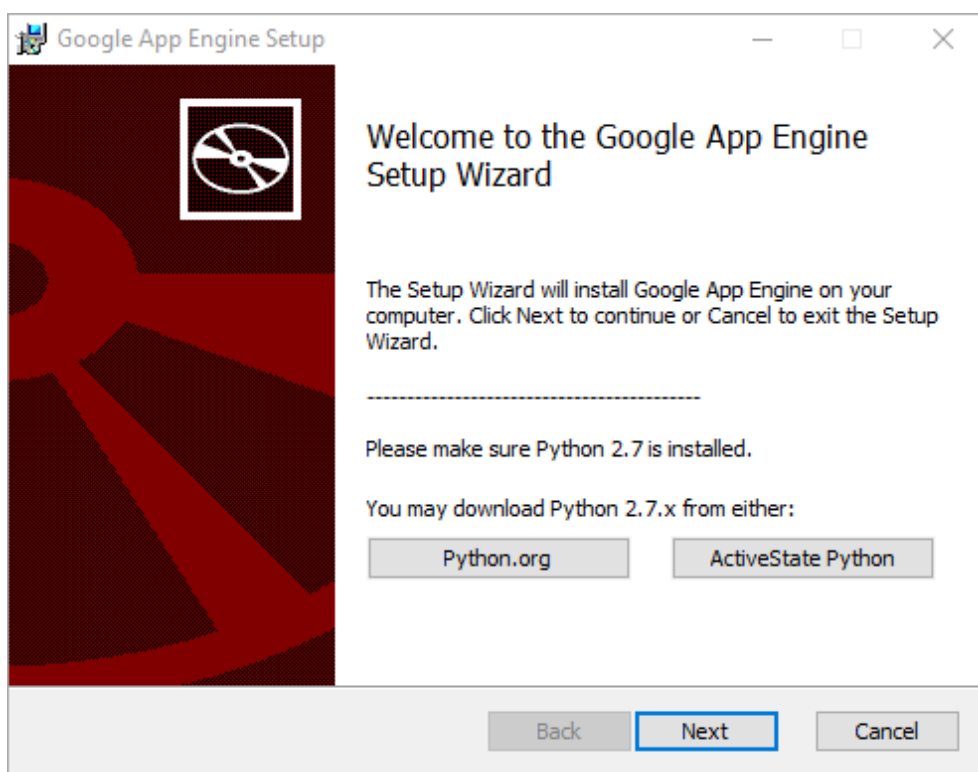 Google App Engine Setup
Welcome to the Google App Engine
Setup Wizard
The Setup Wizard will install Google App Engine on your
computer. Click Next to continue or Cancel to exit the Setup
Wizard.
------------------------------------------
Please make sure Python 2.7 is installed.
You may download Python 2.7.x from either:
Python.org
ActiveState Python
Back
Next
Cancel